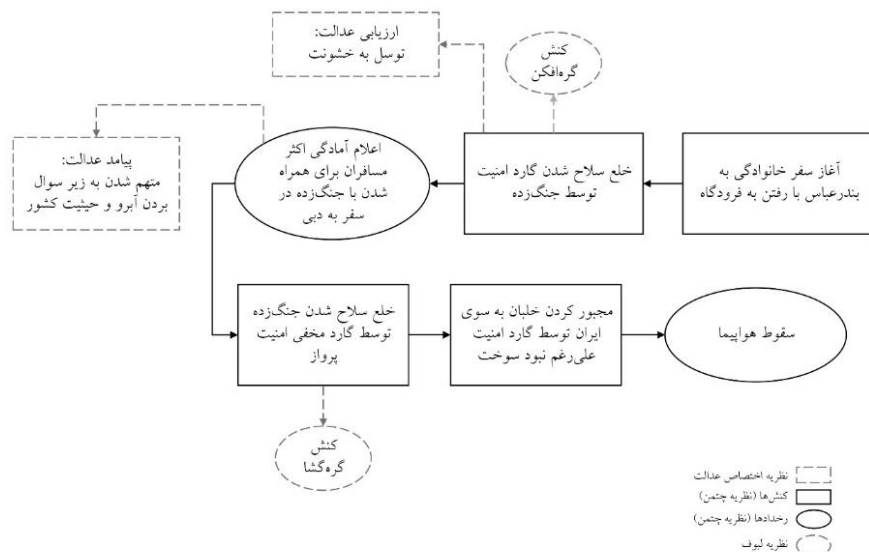 ارزیابی عدالت:
توسل به خشونت
کنش
گره‌افکن
پیامد عدالت:
متهم شدن به زیر سوال
بردن آبرو و حیثیت کشور
آغاز سفر خانوادگی به
بندرعباس با رفتن به فرودگاه
خلع سلاح شدن گارد امنیت
توسط جنگ‌زده
اعلام آمادگی اکثر
مسافران برای همراه
شدن با جنگ‌زده در
سفر به دبی
خلع سلاح شدن جنگ‌زده
توسط گارد مخفی امنیت
پرواز
مجبور کردن خلبان به سوی
ایران توسط گارد امنیت
علی‌رغم نبود سوخت
سقوط هواپیما
کنش
گره‌گشا
نظریه اختصاص عدالت
کنش‌ها (نظریه چتمن)
رخدادها (نظریه چتمن)
نظریه لبوف